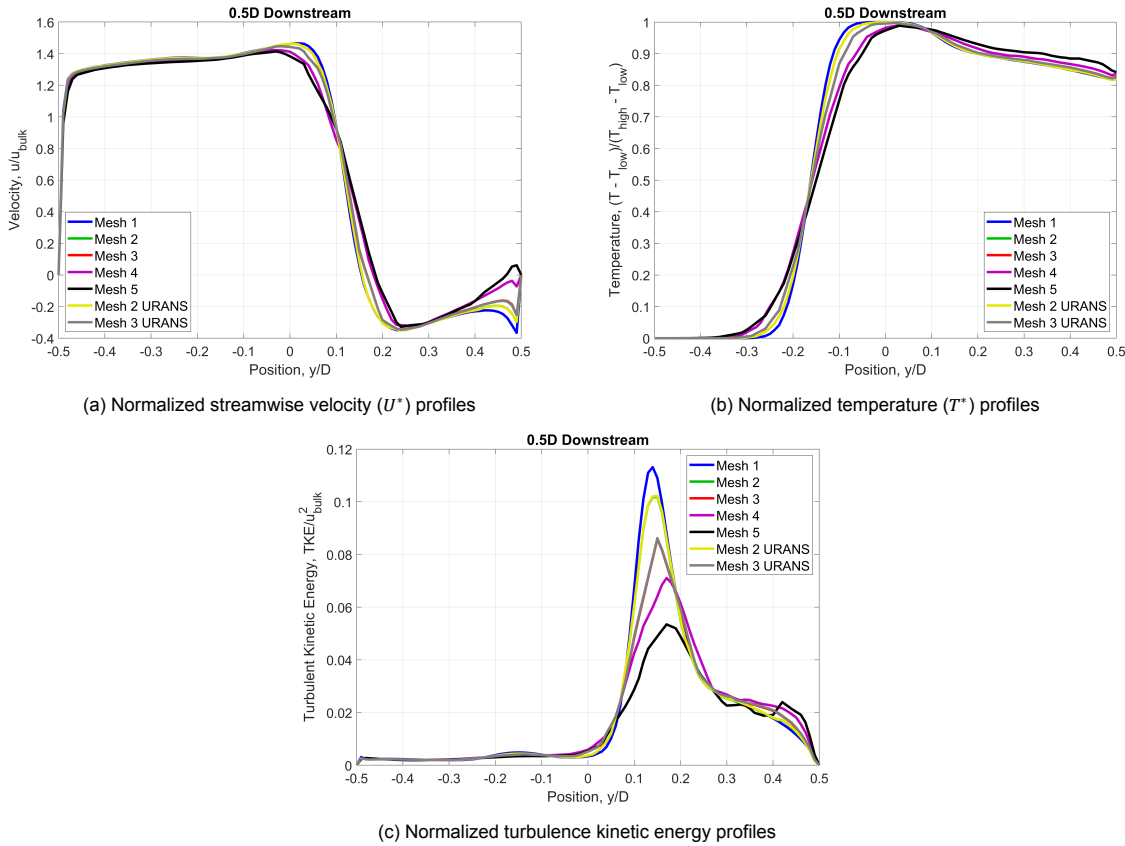 0.5D Downstream
Velocity, u/u_bulk
1.6
1.4
1.2
1
0.8
0.6
0.4
0.2
0
-0.2
-0.4
Mesh 1
Mesh 2
Mesh 3
Mesh 4
Mesh 5
Mesh 2 URANS
Mesh 3 URANS
-0.5 -0.4 -0.3 -0.2 -0.1 0 0.1 0.2 0.3 0.4 0.5
Position, y/D
(a) Normalized streamwise velocity (U*) profiles
0.5D Downstream
Temperature, (T - T_low)/(T_high - T_low)
1
0.9
0.8
0.7
0.6
0.5
0.4
0.3
0.2
0.1
0
Mesh 1
Mesh 2
Mesh 3
Mesh 4
Mesh 5
Mesh 2 URANS
Mesh 3 URANS
-0.5 -0.4 -0.3 -0.2 -0.1 0 0.1 0.2 0.3 0.4 0.5
Position, y/D
(b) Normalized temperature (T*) profiles
0.5D Downstream
Turbulent Kinetic Energy, TKE/u²_bulk
0.12
0.1
0.08
0.06
0.04
0.02
0
Mesh 1
Mesh 2
Mesh 3
Mesh 4
Mesh 5
Mesh 2 URANS
Mesh 3 URANS
-0.5 -0.4 -0.3 -0.2 -0.1 0 0.1 0.2 0.3 0.4 0.5
Position, y/D
(c) Normalized turbulence kinetic energy profiles